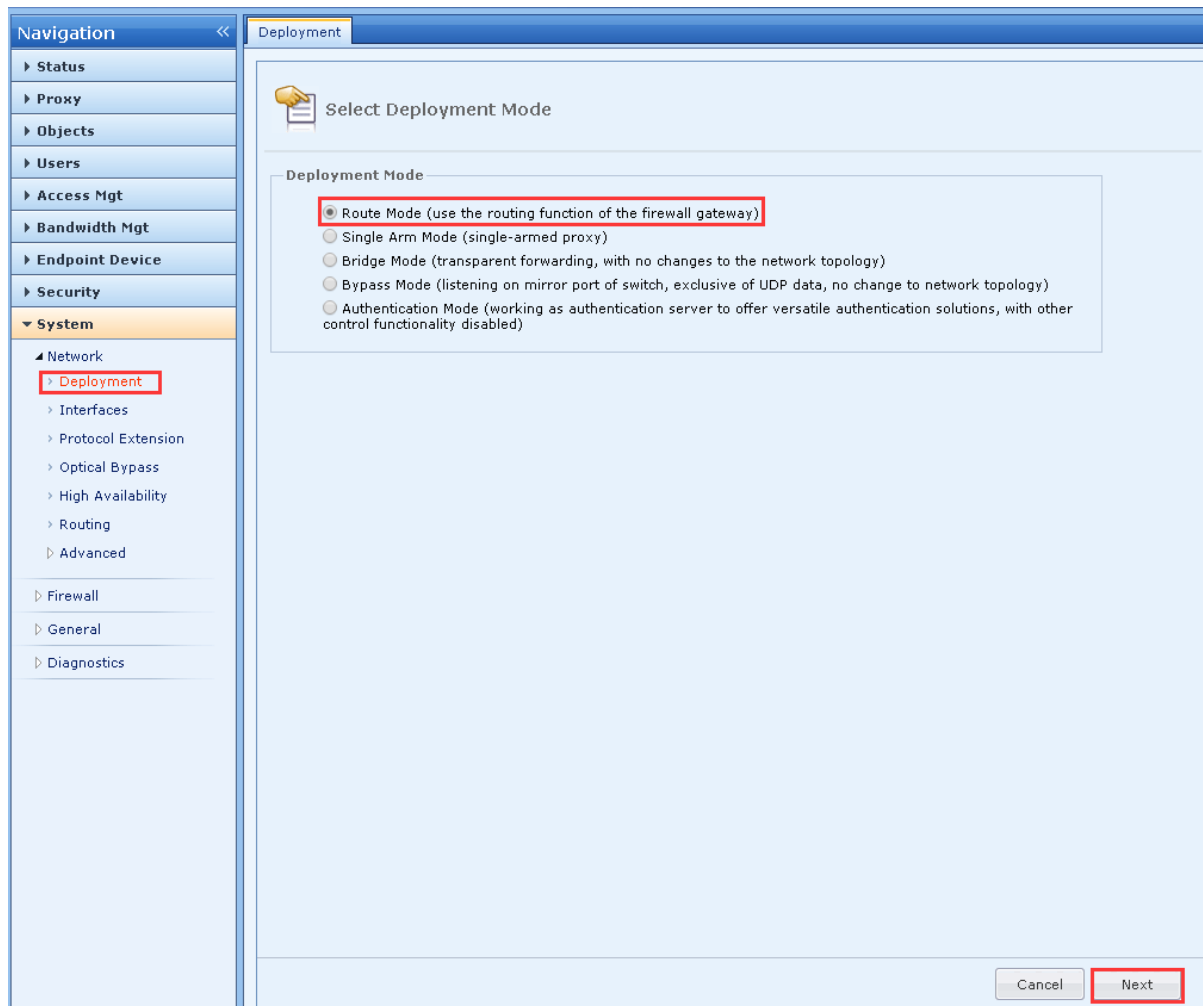 Navigation
Status
Proxy
Objects
Users
Access Mgt
Bandwidth Mgt
Endpoint Device
Security
System
Network
Deployment
Interfaces
Protocol Extension
Optical Bypass
High Availability
Routing
Advanced
Firewall
General
Diagnostics
Deployment
Select Deployment Mode
Deployment Mode
Route Mode (use the routing function of the firewall gateway)
Single Arm Mode (single-armed proxy)
Bridge Mode (transparent forwarding, with no changes to the network topology)
Bypass Mode (listening on mirror port of switch, exclusive of UDP data, no change to network topology)
Authentication Mode (working as authentication server to offer versatile authentication solutions, with other
control functionality disabled)
Cancel
Next